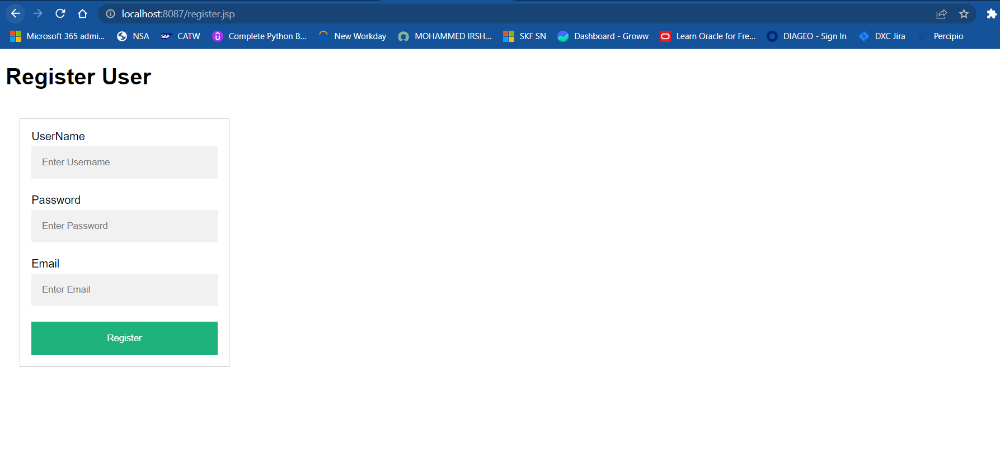 localhost:8087/register.jsp
Microsoft 365 admi... NSA SAP CATW Complete Python B... New Workday MOHAMMED IRSH... SKF SN Dashboard - Groww Learn Oracle for Fre... DIAGEO - Sign In DXC Jira Percipio
Register User
UserName
Enter Username
Password
Enter Password
Email
Enter Email
Register